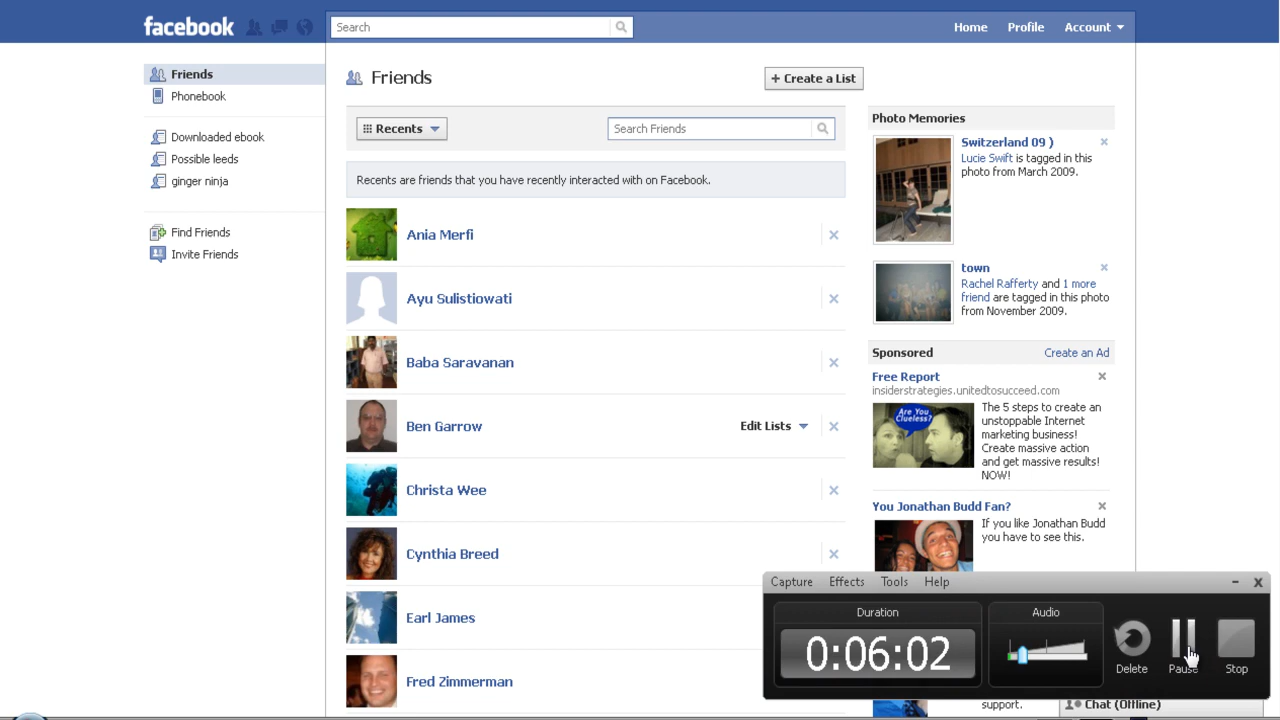 facebook
Search
Home Profile Account
Friends
Phonebook
Downloaded ebook
Possible leeds
ginger ninja
Find Friends
Invite Friends
Friends
+ Create a List
Recents
Search Friends
Recents are friends that you have recently interacted with on Facebook.
Ania Merfi
Ayu Sulistiowati
Baba Saravanan
Ben Garrow
Edit Lists
Christa Wee
Cynthia Breed
Earl James
Fred Zimmerman
Photo Memories
Switzerland 09 )
Lucie Swift is tagged in this
photo from March 2009.
town
Rachel Rafferty and 1 more
friend are tagged in this photo
from November 2009.
Sponsored Create an Ad
Free Report
insiderstrategies.unitedtosucceed.com
Are You
Clueless?
The 5 steps to create an
unstoppable Internet
marketing business!
Create massive action
and get massive results!
NOW!
You Jonathan Budd Fan?
If you like Jonathan Budd
you have to see this.
Capture Effects Tools Help
Duration
0:06:02
Audio
Delete Pause Stop
support.
Chat (Offline)